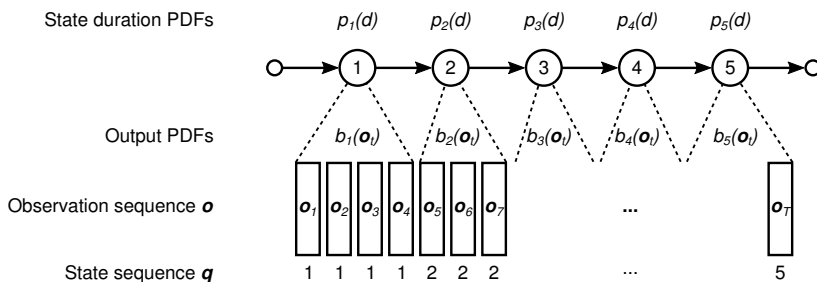 State duration PDFs p1(d) p2(d) p3(d) p4(d) p5(d)
1 2 3 4 5
Output PDFs b1(ot) b2(ot) b3(ot) b4(ot) b5(ot)
Observation sequence o o1 o2 o3 o4 o5 o6 o7 ... oT
State sequence q 1 1 1 1 2 2 2 ... 5